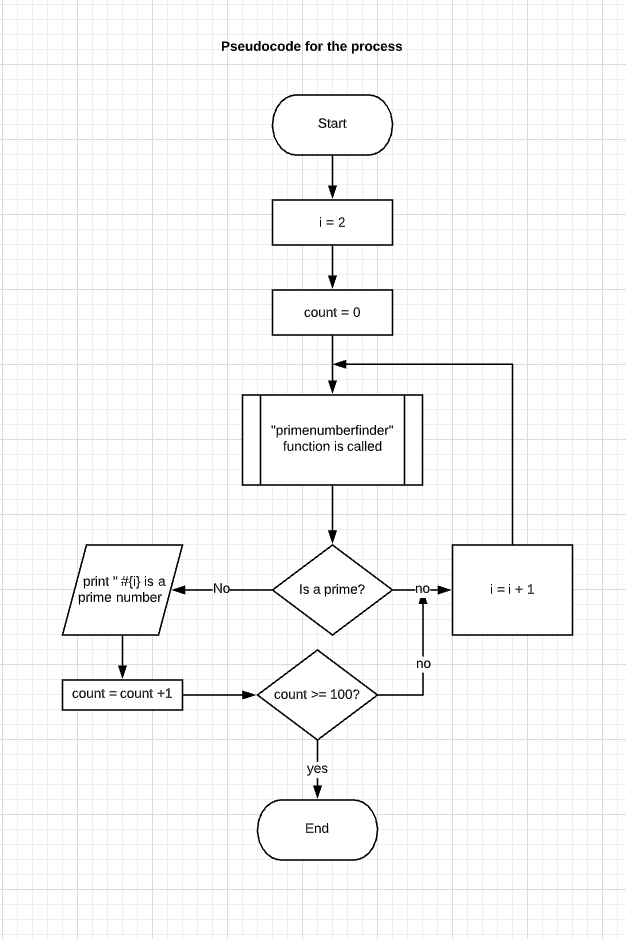 Pseudocode for the process
Start
i = 2
count = 0
"primenumberfinder"
function is called
print " #{i} is a
prime number
No
Is a prime?
no
i = i + 1
no
count = count +1
count >= 100?
yes
End